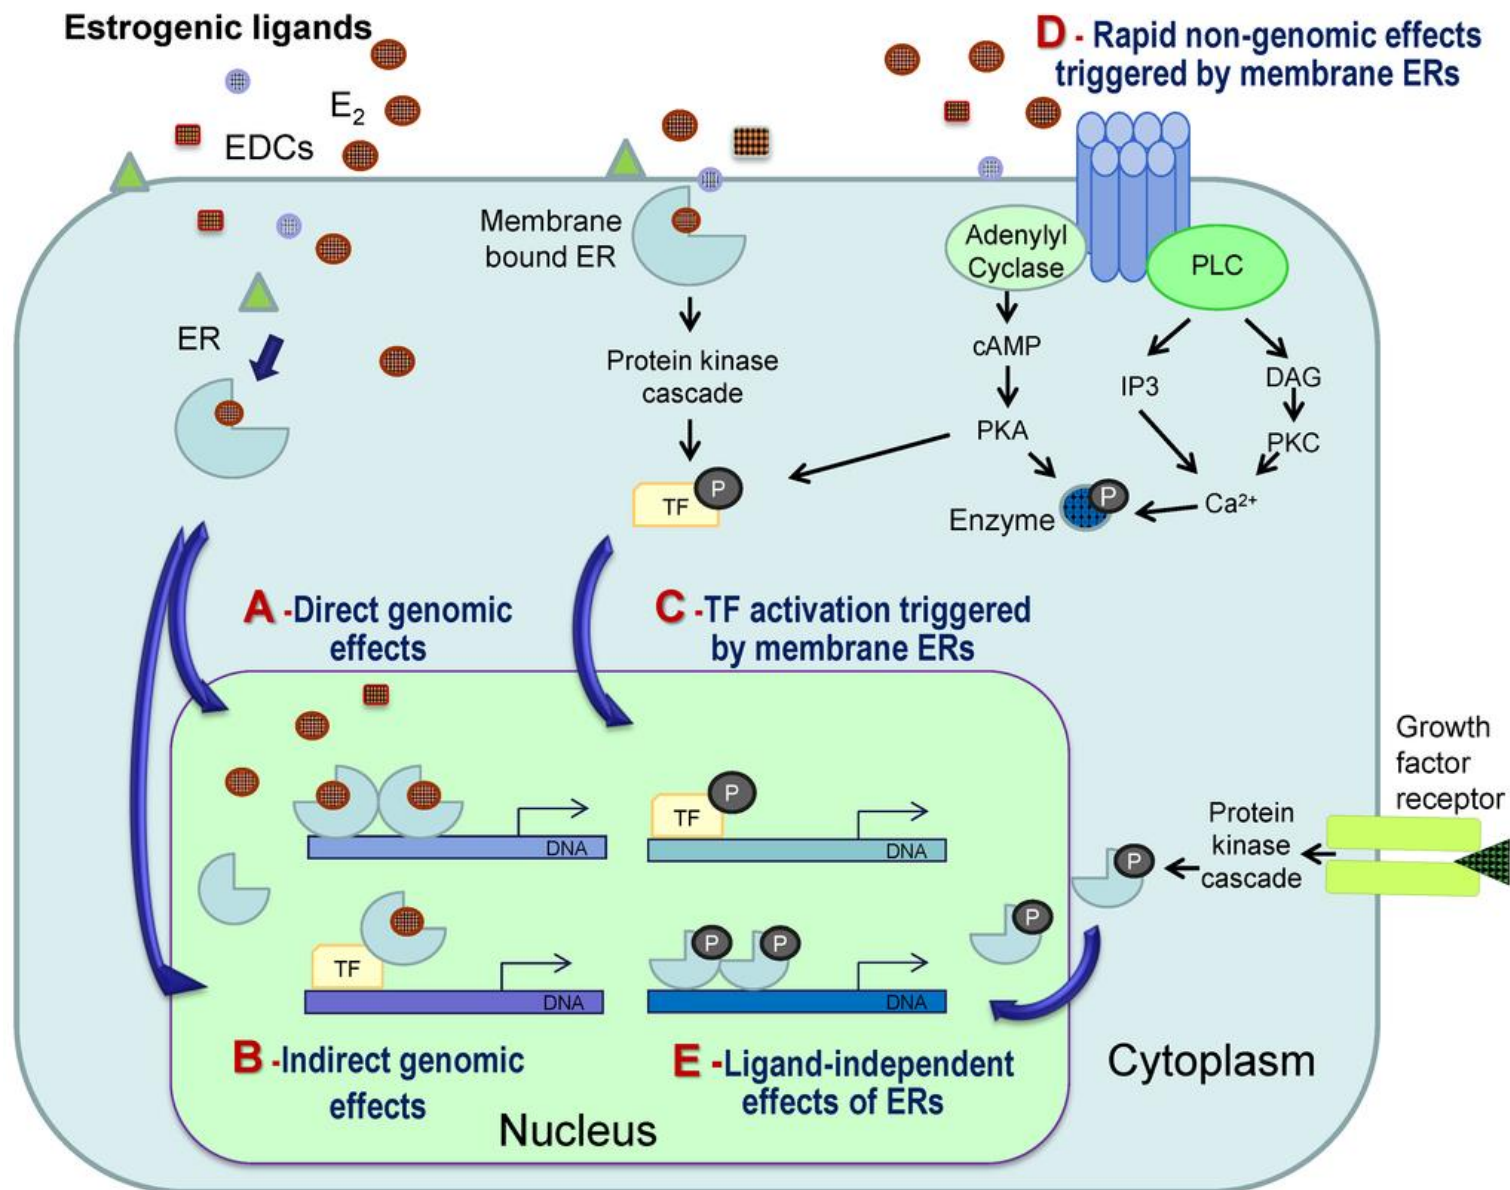 Estrogenic ligands
E2
EDCs
D - Rapid non-genomic effects
triggered by membrane ERs
Membrane
bound ER
Adenylyl
Cyclase
PLC
ER
Protein kinase
cascade
cAMP
IP3
DAG
PKA
PKC
TF
P
Enzyme
P
Ca2+
A -Direct genomic
effects
C -TF activation triggered
by membrane ERs
Growth
factor
receptor
P
TF
DNA
DNA
Protein
kinase
cascade
P
P
P
P
TF
DNA
DNA
B -Indirect genomic
effects
E -Ligand-independent
effects of ERs
Cytoplasm
Nucleus